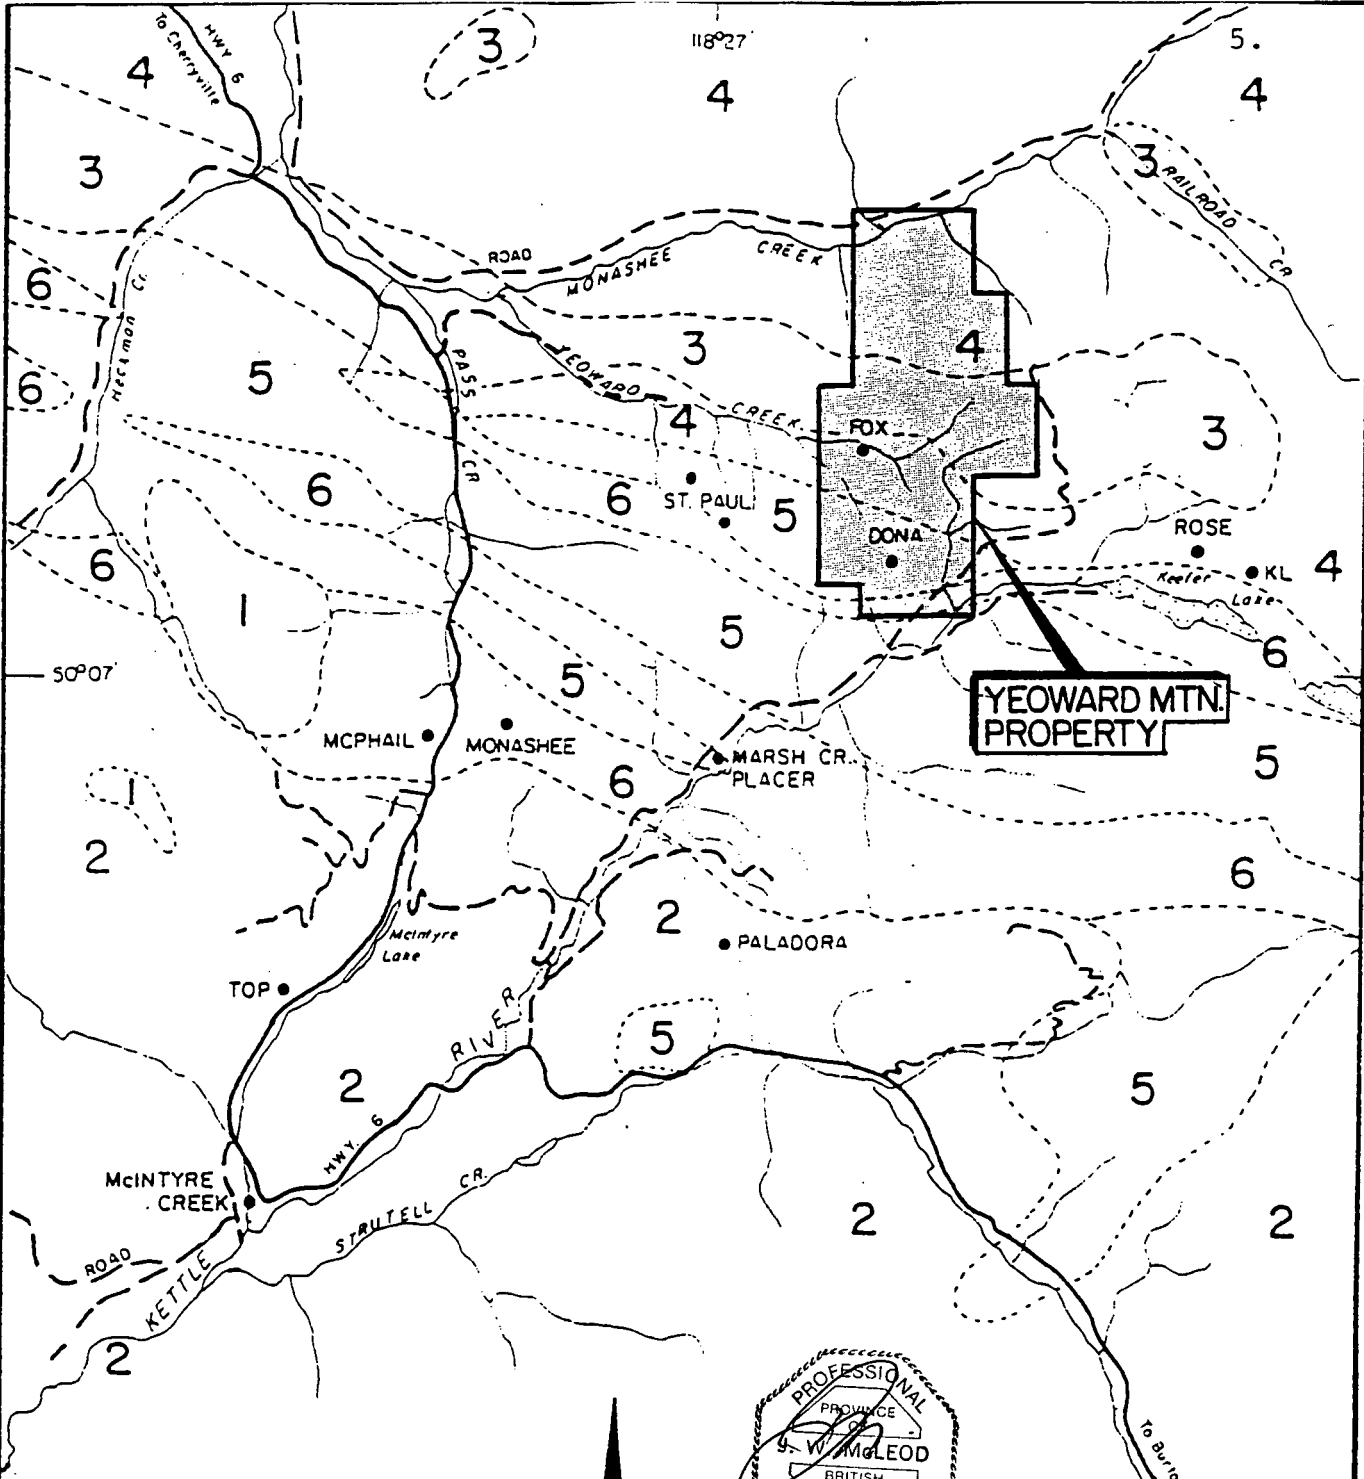 To Cherryville
HWY 6
118°27'
5.
3
4
4
4
3
3
RAILROAD
CR
ROAD
MONASHEE
CREEK
6
Heckman Cr.
3
4
PASS
CR
YEOWARD
CREEK
5
6
4
3
FOX
6
6
ST. PAUL
5
DONA
ROSE
KL
4
Keefer
Lake
6
1
5
6
50°07'
5
YEOWARD MTN.
PROPERTY
MCPHAIL
MONASHEE
MARSH CR.
PLACER
5
1
6
2
6
2
McIntyre
Lake
PALADORA
TOP
RIVER
5
2
5
HWY. 6
McINTYRE
CREEK
STRUTELL
CR.
2
2
ROAD
KETTLE
2
PROFESSIONAL
PROVINCE
OF
J. W. McLEOD
BRITISH